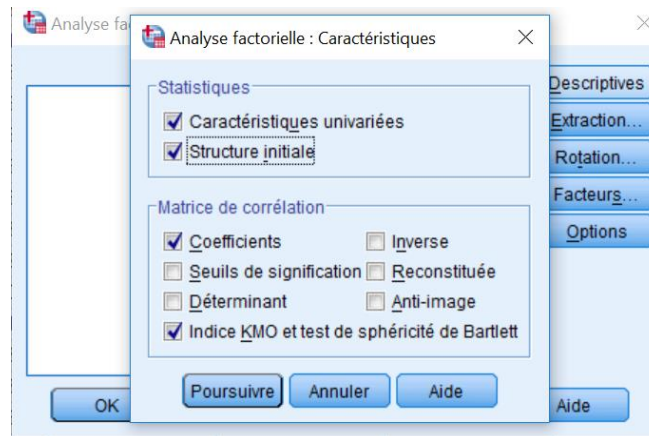 Analyse fa
Analyse factorielle : Caractéristiques
Statistiques
Caractéristiques univariées
Structure initiale
Matrice de corrélation
Coefficients Inverse
Seuils de signification Reconstituée
Déterminant Anti-image
Indice KMO et test de sphéricité de Bartlett
Poursuivre Annuler Aide
Descriptives
Extraction...
Rotation...
Facteurs...
Options
OK
Aide